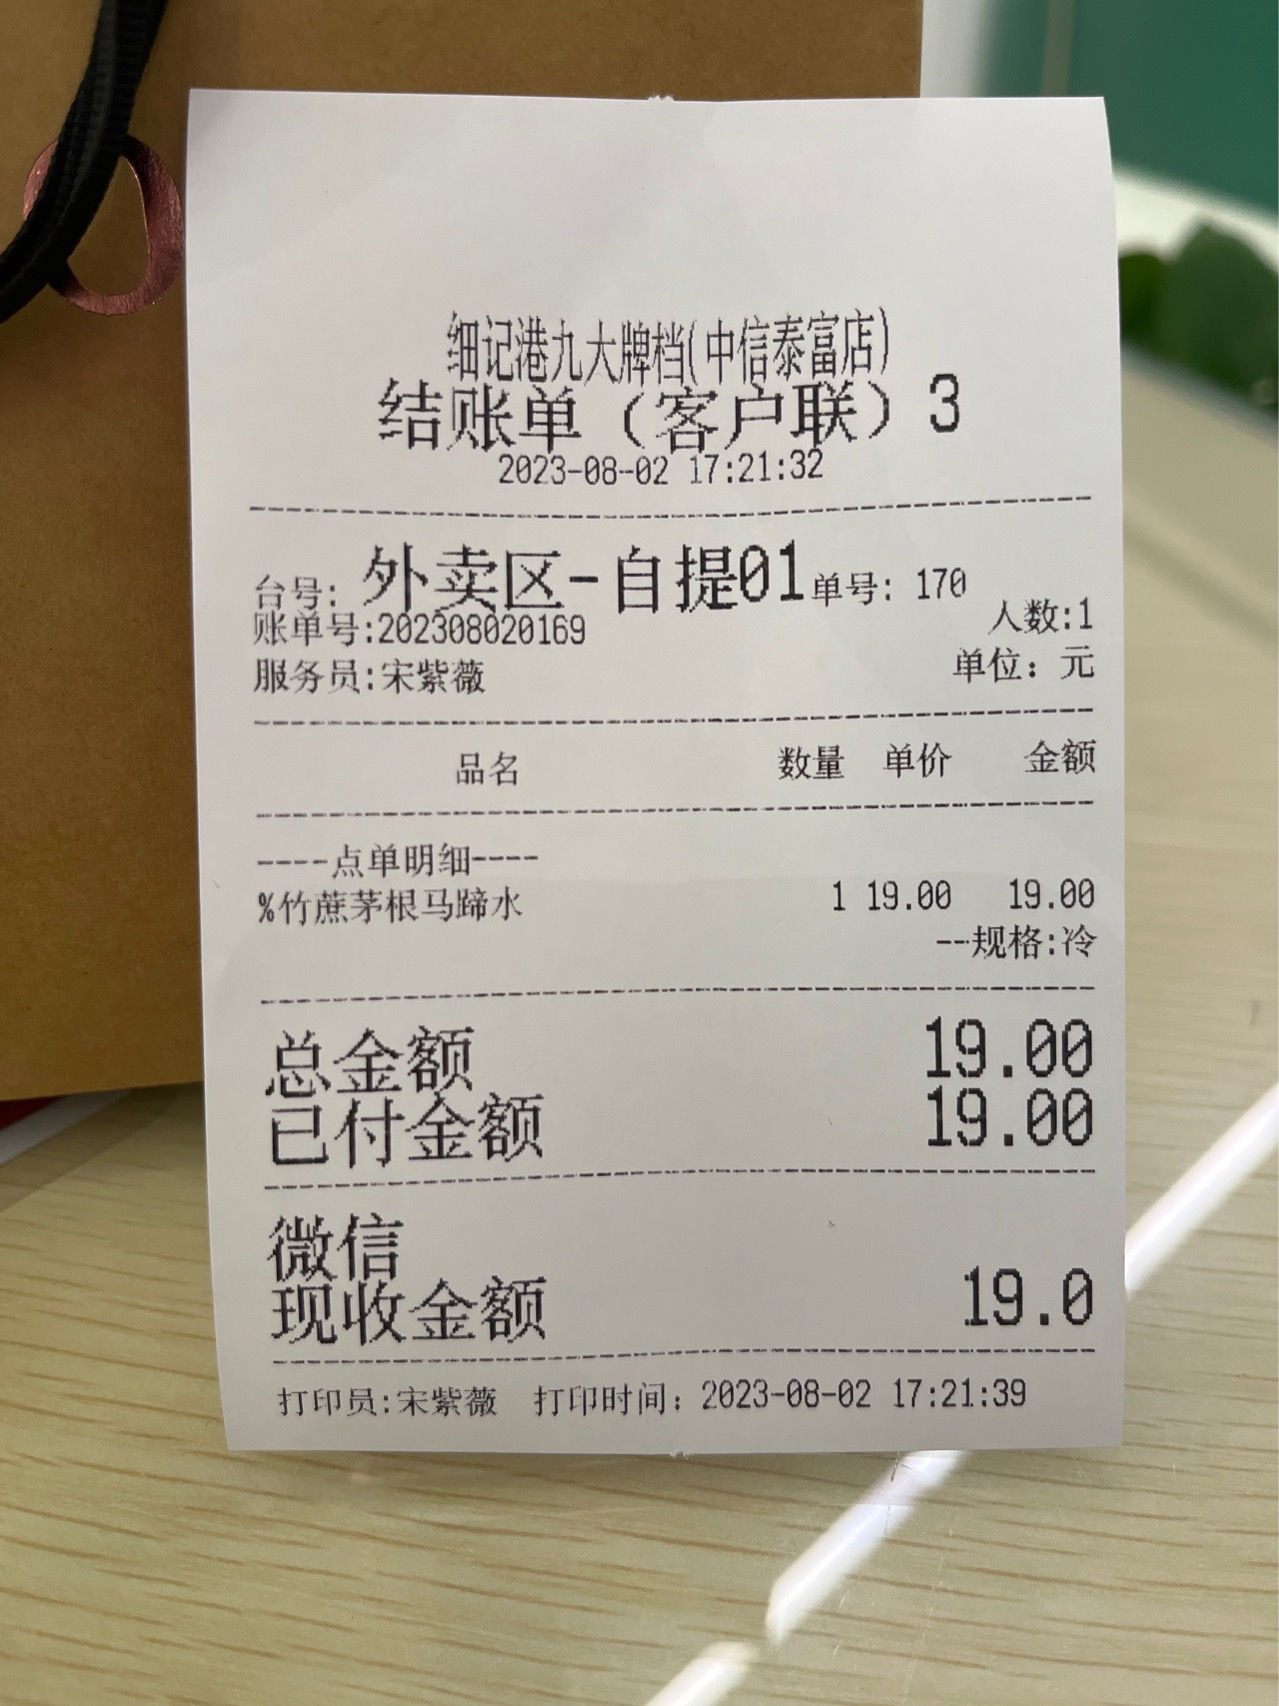 细记港九大牌档(中信泰富店)
结账单（客户联）3
2023-08-02 17:21:32
台号: 外卖区-自提01 单号: 170
账单号:202308020169 人数:1
服务员:宋紫薇 单位: 元
品名 数量 单价 金额
----点单明细----
%竹蔗茅根马蹄水 1 19.00 19.00
--规格:冷
总金额 19.00
已付金额 19.00
微信
现收金额 19.0
打印员:宋紫薇 打印时间: 2023-08-02 17:21:39